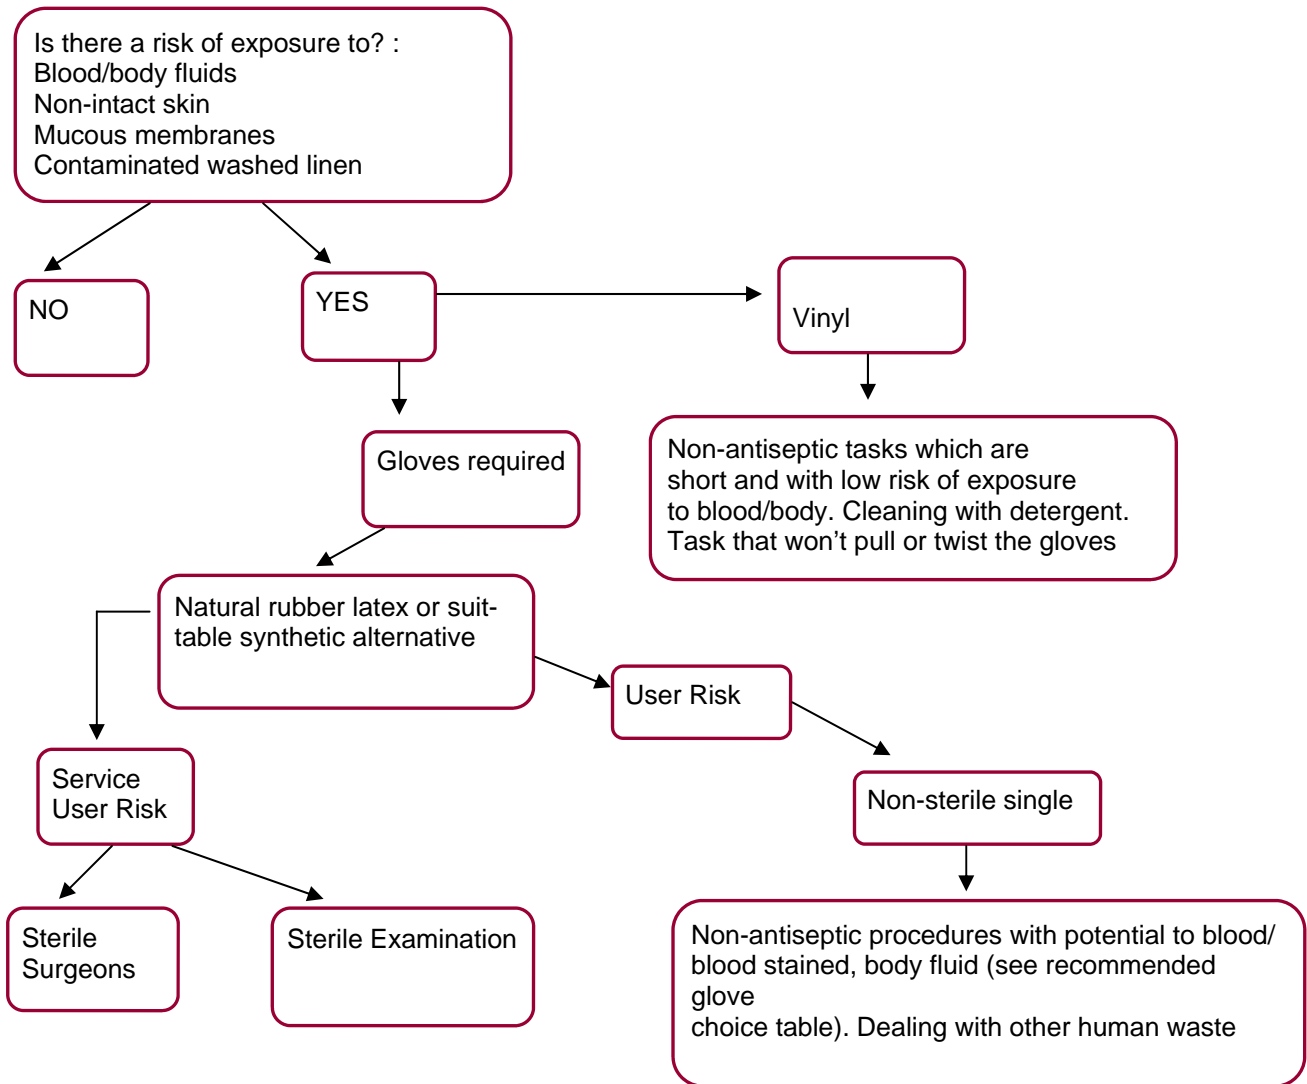 Is there a risk of exposure to? :
Blood/body fluids
Non-intact skin
Mucous membranes
Contaminated washed linen
NO
YES
Vinyl
Gloves required
Non-antiseptic tasks which are
short and with low risk of exposure
to blood/body. Cleaning with detergent.
Task that won’t pull or twist the gloves
Natural rubber latex or suit-
table synthetic alternative
User Risk
Service
User Risk
Non-sterile single
Sterile
Surgeons
Sterile Examination
Non-antiseptic procedures with potential to blood/
blood stained, body fluid (see recommended
glove
choice table). Dealing with other human waste